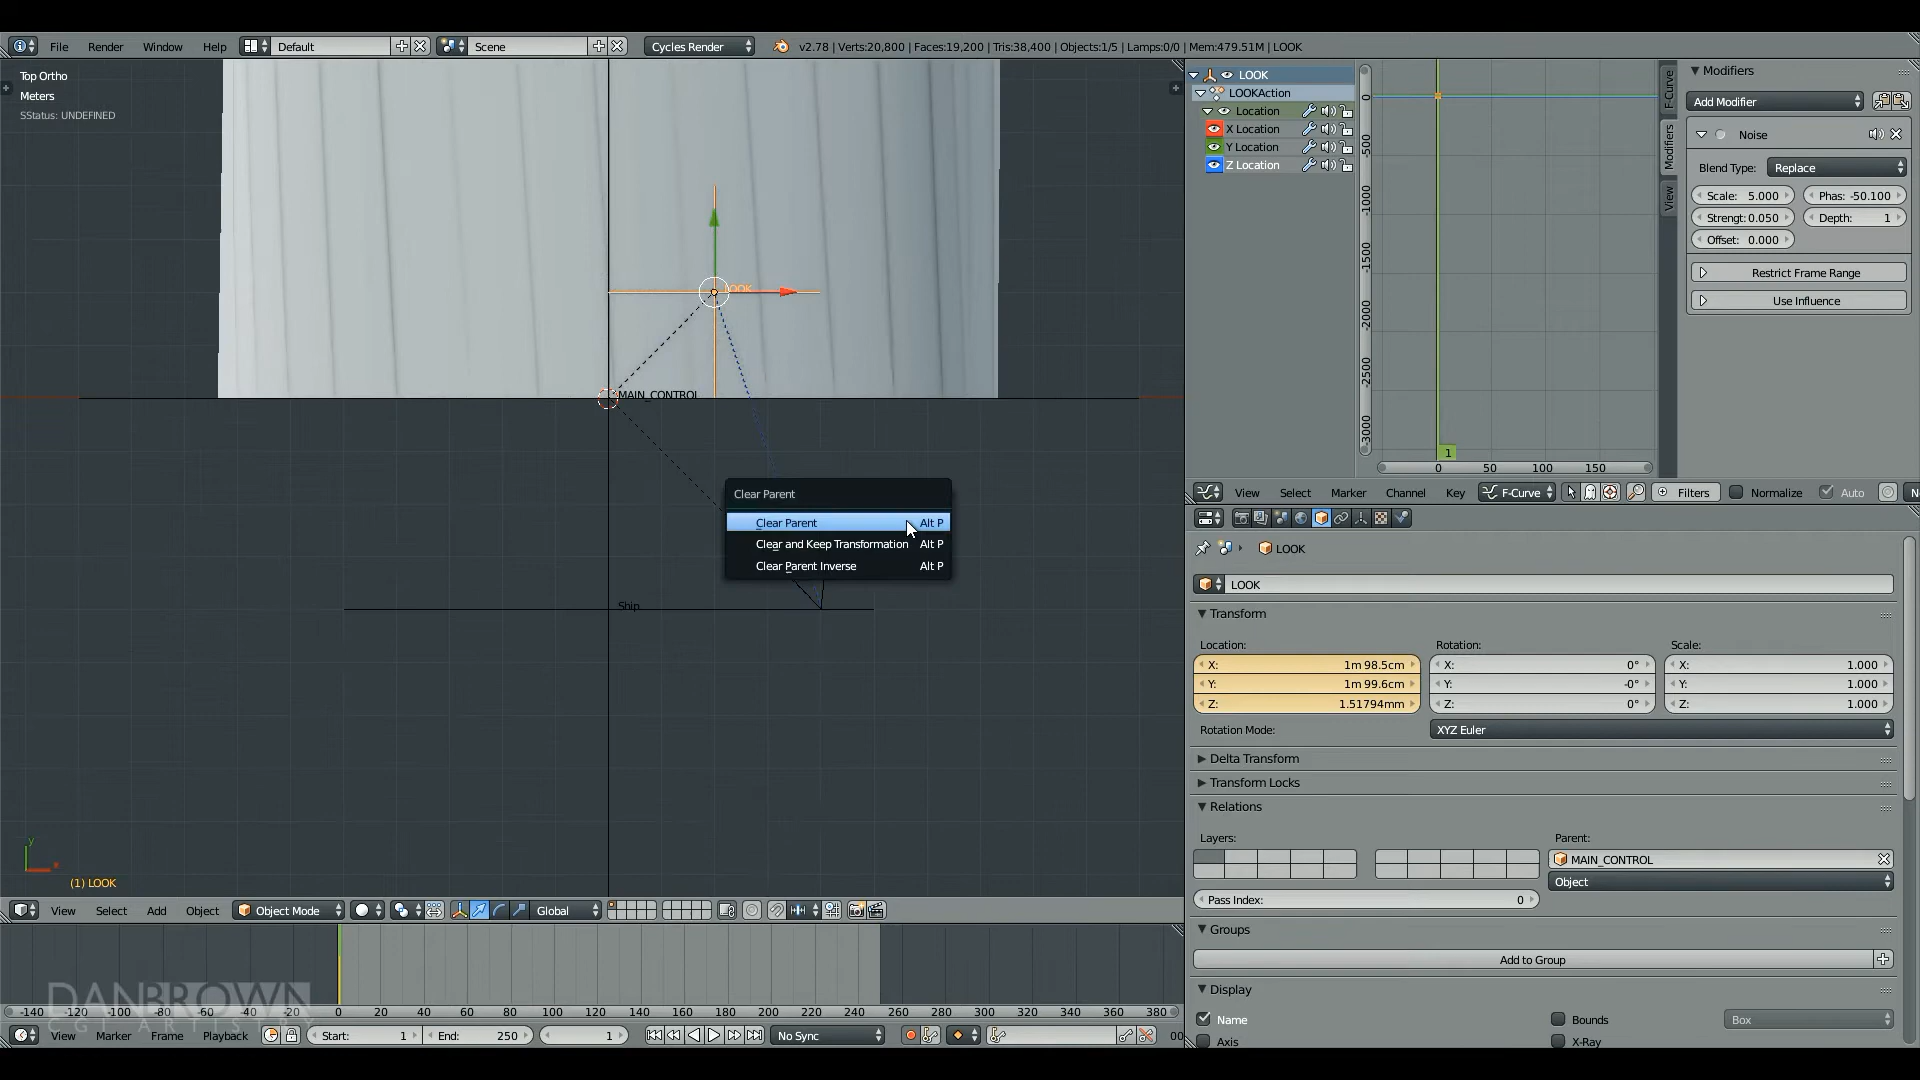 File Render Window Help Default Scene Cycles Render v2.78 | Verts:20,800 | Faces:19,200 | Tris:38,400 | Objects:1/5 | Lamps:0/0 | Mem:479.51M | LOOK
Top Ortho
Meters
SStatus: UNDEFINED
LOOK
MAIN_CONTROL
Clear Parent
Clear Parent Alt P
Clear and Keep Transformation Alt P
Clear Parent Inverse Alt P
Ship
y
x
(1) LOOK
View Select Add Object Object Mode Global
DANBROWN
CGI ARTISTRY
-140 -120 -100 -80 -60 -40 -20 0 20 40 60 80 100 120 140 160 180 200 220 240 260 280 300 320 340 360 380
View Marker Frame Playback Start: 1 End: 250 1 No Sync 00
LOOK
LOOKAction
Location
X Location
Y Location
Z Location
0
-500
-1000
-1500
-2000
-2500
-3000
1
0 50 100 150
F-Curve
Modifiers
View
View Select Marker Channel Key F-Curve Filters Normalize Auto N
Modifiers
Add Modifier
Noise
Blend Type: Replace
Scale: 5.000 Phas: -50.100
Strengt: 0.050 Depth: 1
Offset: 0.000
Restrict Frame Range
Use Influence
LOOK
LOOK
Transform
Location: Rotation: Scale:
X: 1m 98.5cm X: 0° X: 1.000
Y: 1m 99.6cm Y: -0° Y: 1.000
Z: 1.51794mm Z: 0° Z: 1.000
Rotation Mode: XYZ Euler
Delta Transform
Transform Locks
Relations
Layers: Parent:
MAIN_CONTROL
Object
Pass Index: 0
Groups
Add to Group
Display
Name Bounds Box
Axis X-Ray